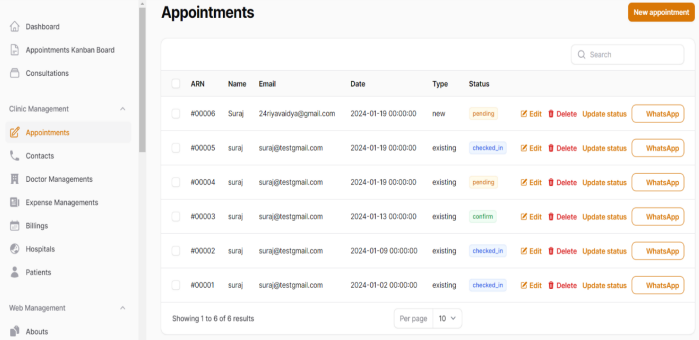 Dashboard
Appointments Kanban Board
Consultations
Clinic Management
Appointments
Contacts
Doctor Managements
Expense Managements
Billings
Hospitals
Patients
Web Management
Abouts
Appointments
New appointment
Search
ARN Name Email Date Type Status
#00006 Suraj 24riyavaidya@gmail.com 2024-01-19 00:00:00 new pending Edit Delete Update status WhatsApp
#00005 suraj suraj@testgmail.com 2024-01-19 00:00:00 existing checked_in Edit Delete Update status WhatsApp
#00004 suraj suraj@testgmail.com 2024-01-19 00:00:00 existing pending Edit Delete Update status WhatsApp
#00003 suraj suraj@testgmail.com 2024-01-13 00:00:00 existing confirm Edit Delete Update status WhatsApp
#00002 suraj suraj@testgmail.com 2024-01-09 00:00:00 existing checked_in Edit Delete Update status WhatsApp
#00001 suraj suraj@testgmail.com 2024-01-02 00:00:00 existing checked_in Edit Delete Update status WhatsApp
Showing 1 to 6 of 6 results Per page 10